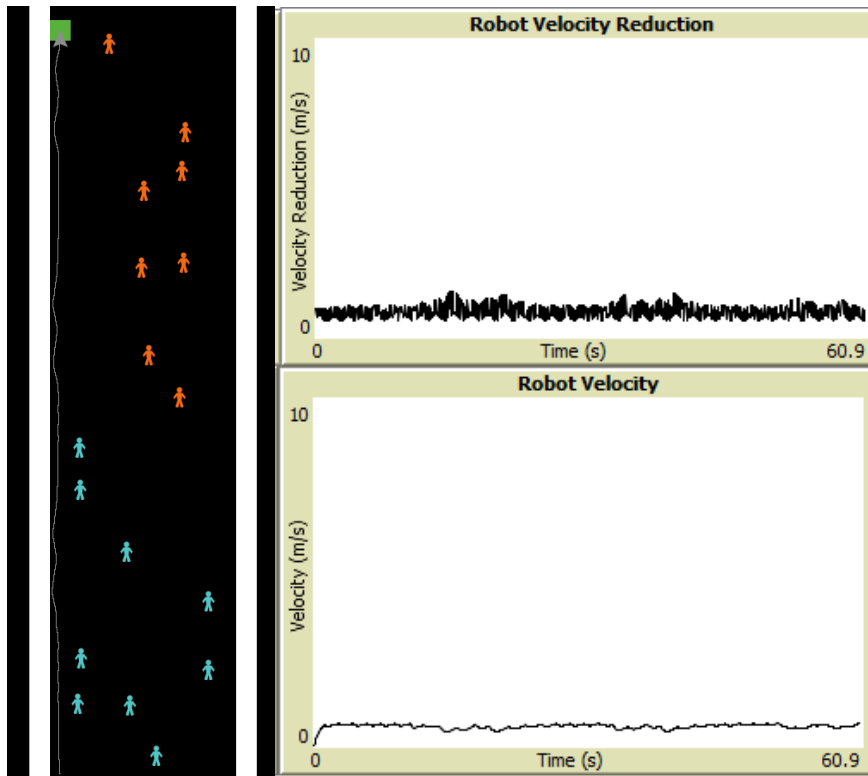 Robot Velocity Reduction
10
Velocity Reduction (m/s)
0
0
Time (s)
60.9
Robot Velocity
10
Velocity (m/s)
0
0
Time (s)
60.9